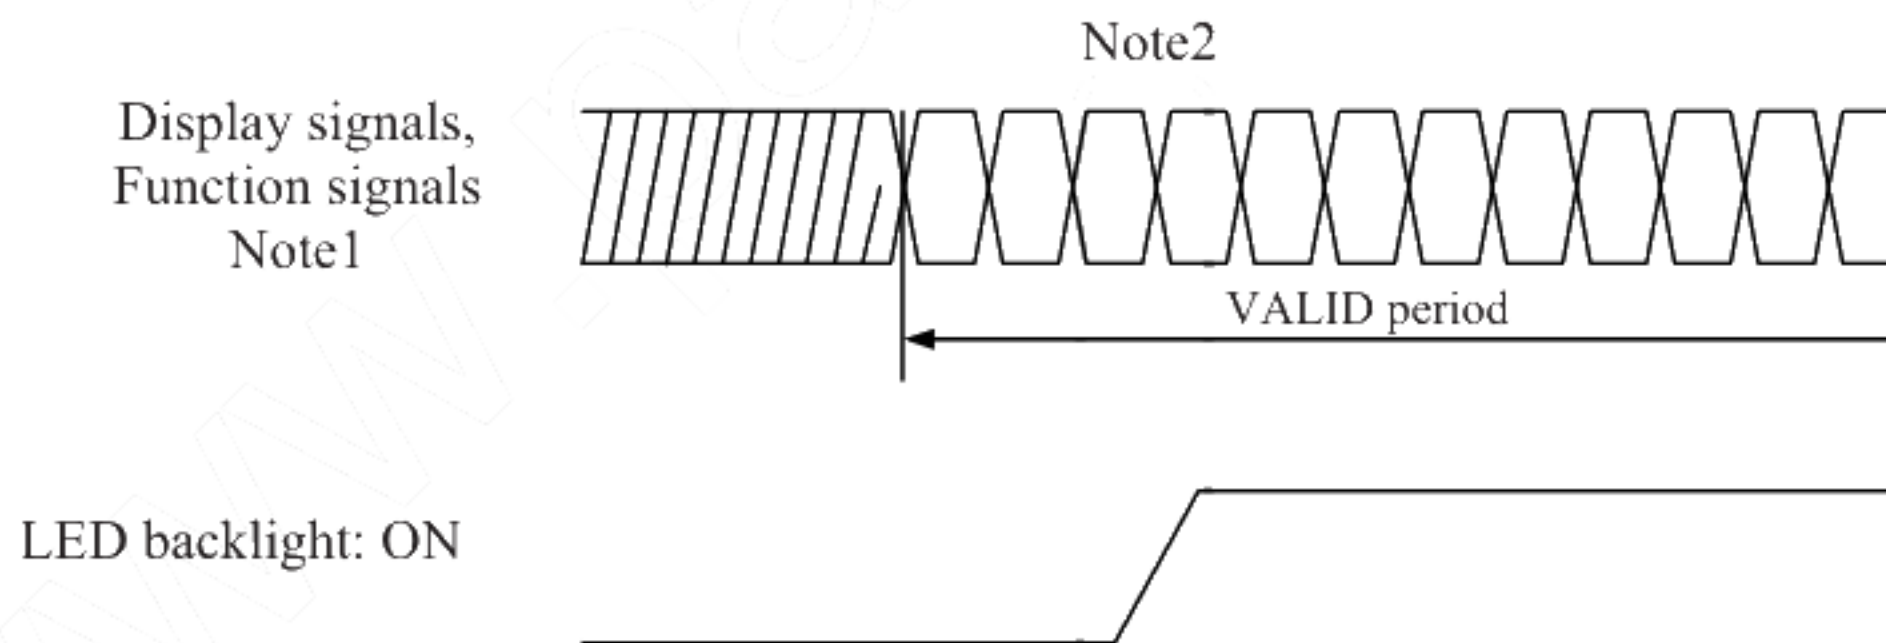 Note2
Display signals,
Function signals
Note1
VALID period
LED backlight: ON